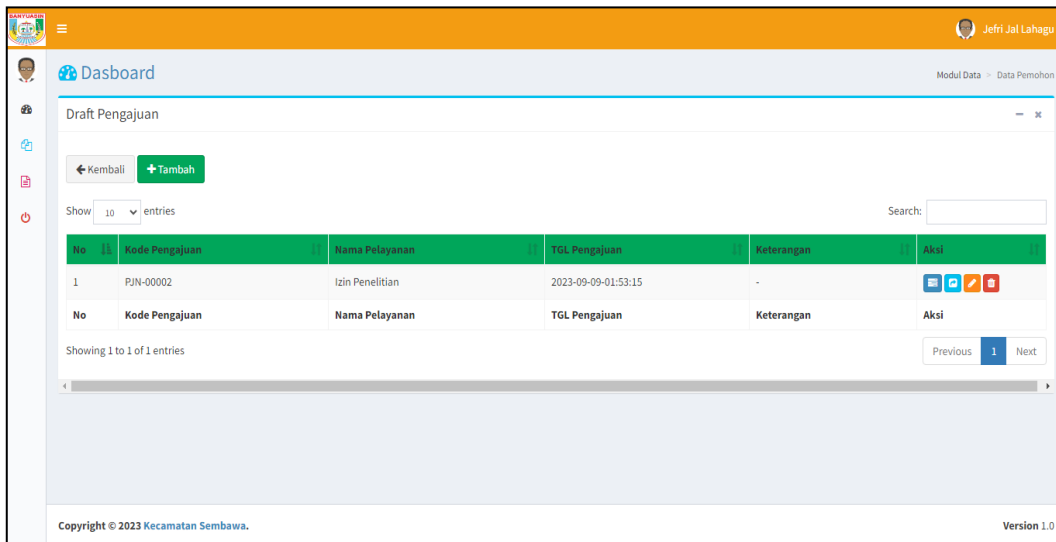 BANYUASIN
Jefri Jal Lahagu
Dasboard
Modul Data > Data Pemohon
Draft Pengajuan
Kembali
Tambah
Show 10 entries
Search:
No Kode Pengajuan Nama Pelayanan TGL Pengajuan Keterangan Aksi
1 PJN-00002 Izin Penelitian 2023-09-09-01:53:15 -
No Kode Pengajuan Nama Pelayanan TGL Pengajuan Keterangan Aksi
Showing 1 to 1 of 1 entries
Previous 1 Next
Copyright © 2023 Kecamatan Sembawa.
Version 1.0